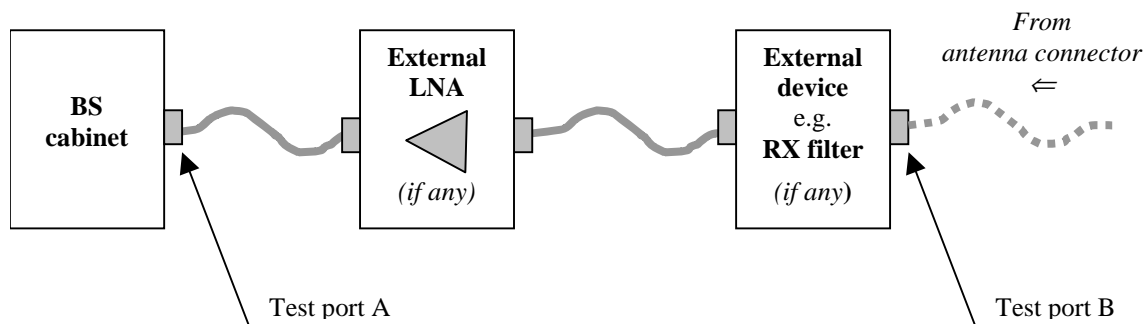 BS
cabinet
External
LNA
(if any)
External
device
e.g.
RX filter
(if any)
From
antenna connector
⇐
Test port A
Test port B